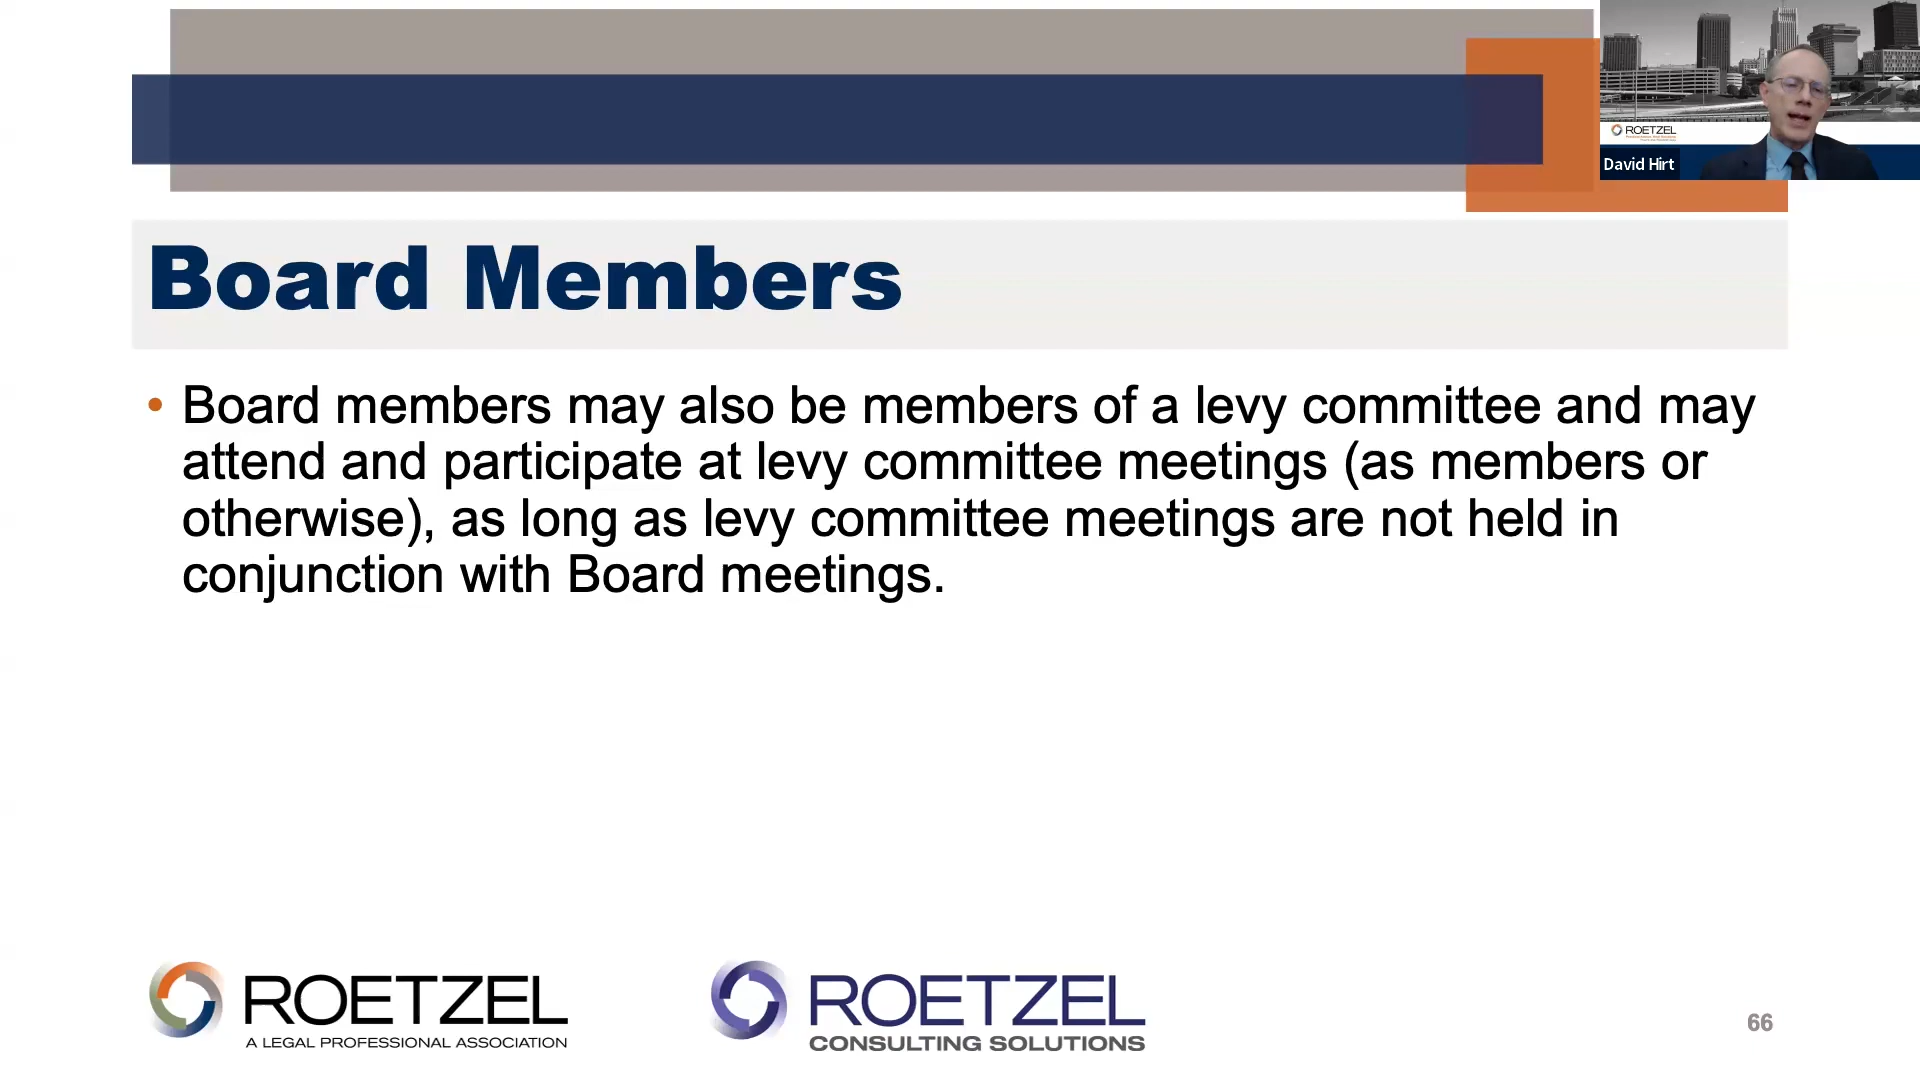 ROETZEL
David Hirt
Board Members
• Board members may also be members of a levy committee and may
attend and participate at levy committee meetings (as members or
otherwise), as long as levy committee meetings are not held in
conjunction with Board meetings.
ROETZEL
A LEGAL PROFESSIONAL ASSOCIATION
ROETZEL
CONSULTING SOLUTIONS
66